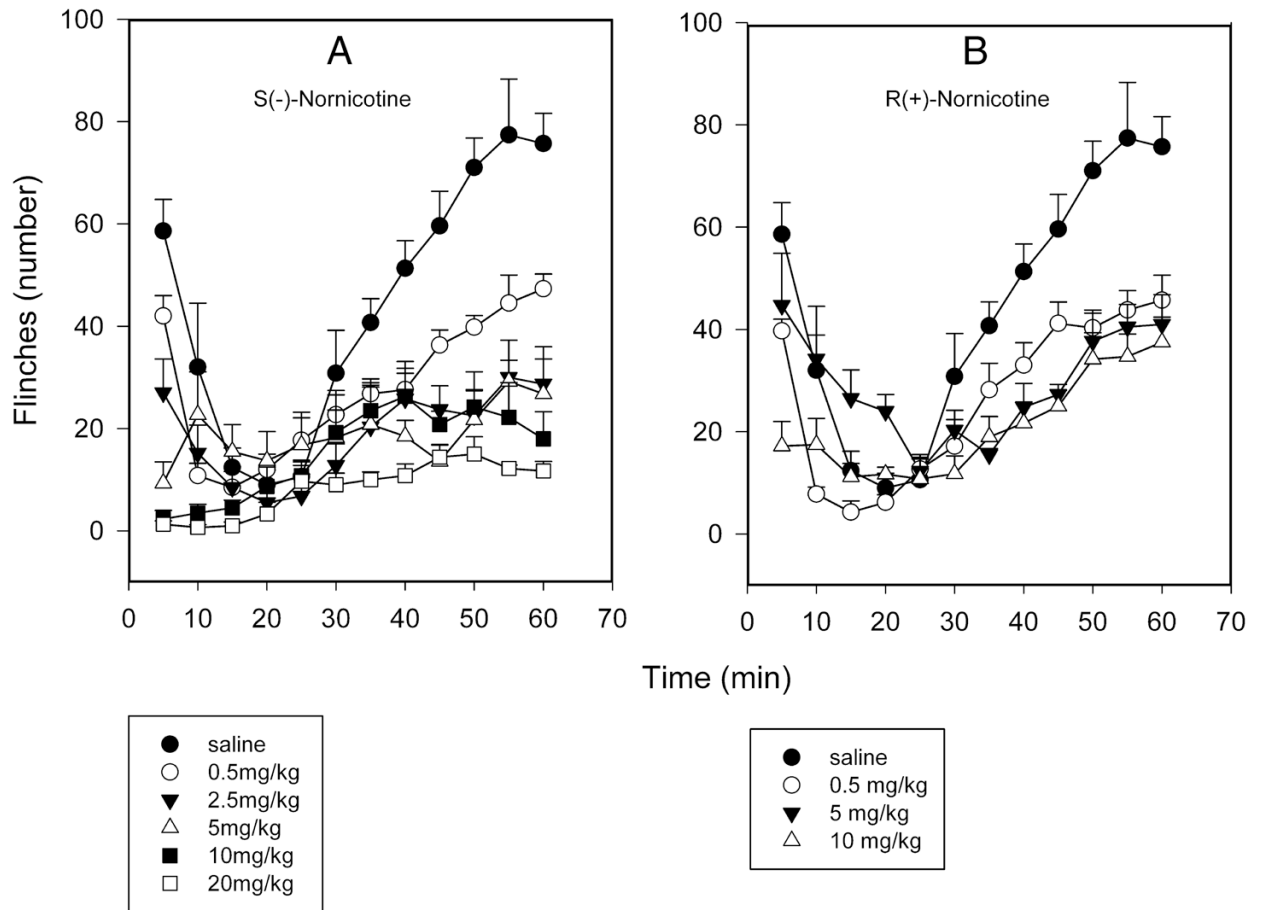 A
S(-)-Nornicotine
100
80
60
40
20
0
0 10 20 30 40 50 60 70
Flinches (number)
B
R(+)-Nornicotine
100
80
60
40
20
0
0 10 20 30 40 50 60 70
Time (min)
saline
0.5mg/kg
2.5mg/kg
5mg/kg
10mg/kg
20mg/kg
saline
0.5 mg/kg
5 mg/kg
10 mg/kg